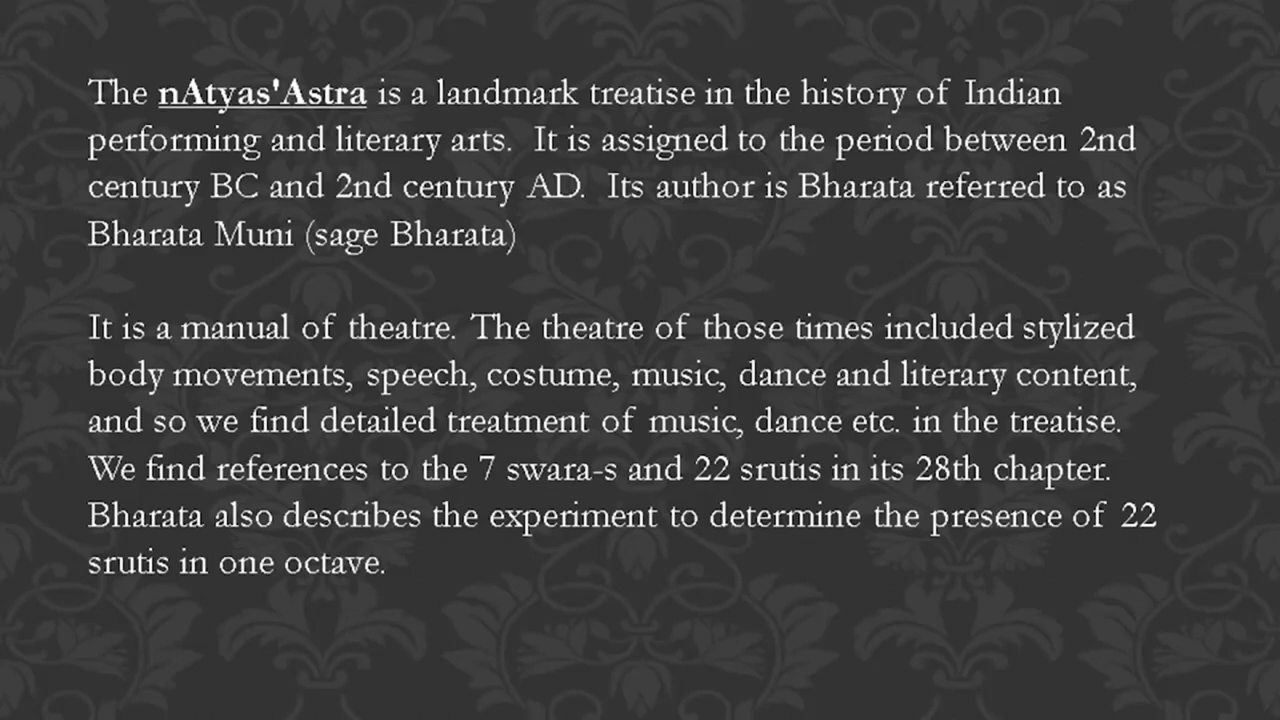 The nAtyas'Astra is a landmark treatise in the history of Indian
performing and literary arts. It is assigned to the period between 2nd
century BC and 2nd century AD. Its author is Bharata referred to as
Bharata Muni (sage Bharata)
It is a manual of theatre. The theatre of those times included stylized
body movements, speech, costume, music, dance and literary content,
and so we find detailed treatment of music, dance etc. in the treatise.
We find references to the 7 swara-s and 22 srutis in its 28th chapter.
Bharata also describes the experiment to determine the presence of 22
srutis in one octave.